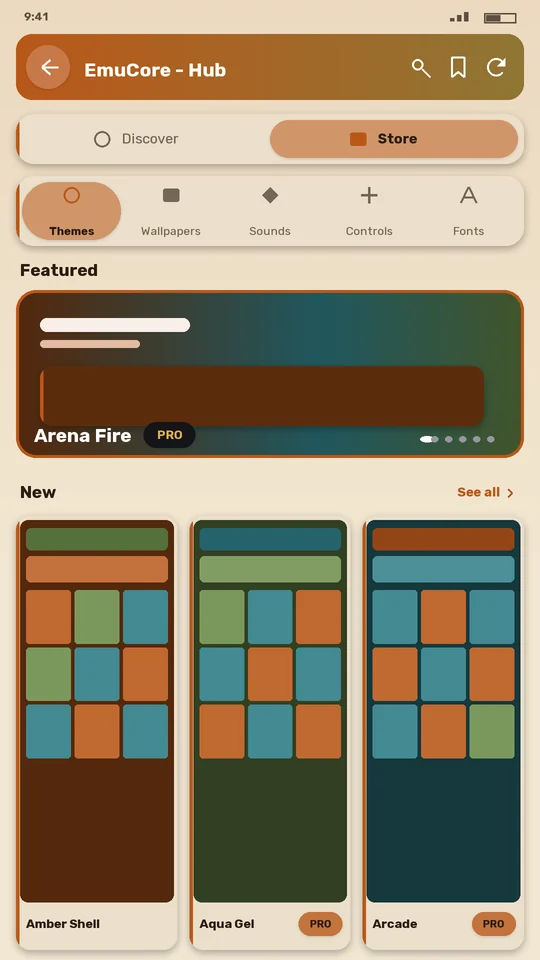 9:41
EmuCore - Hub
Discover
Store
Themes
Wallpapers
Sounds
Controls
Fonts
Featured
Arena Fire
PRO
New
See all
Amber Shell
Aqua Gel
PRO
Arcade
PRO